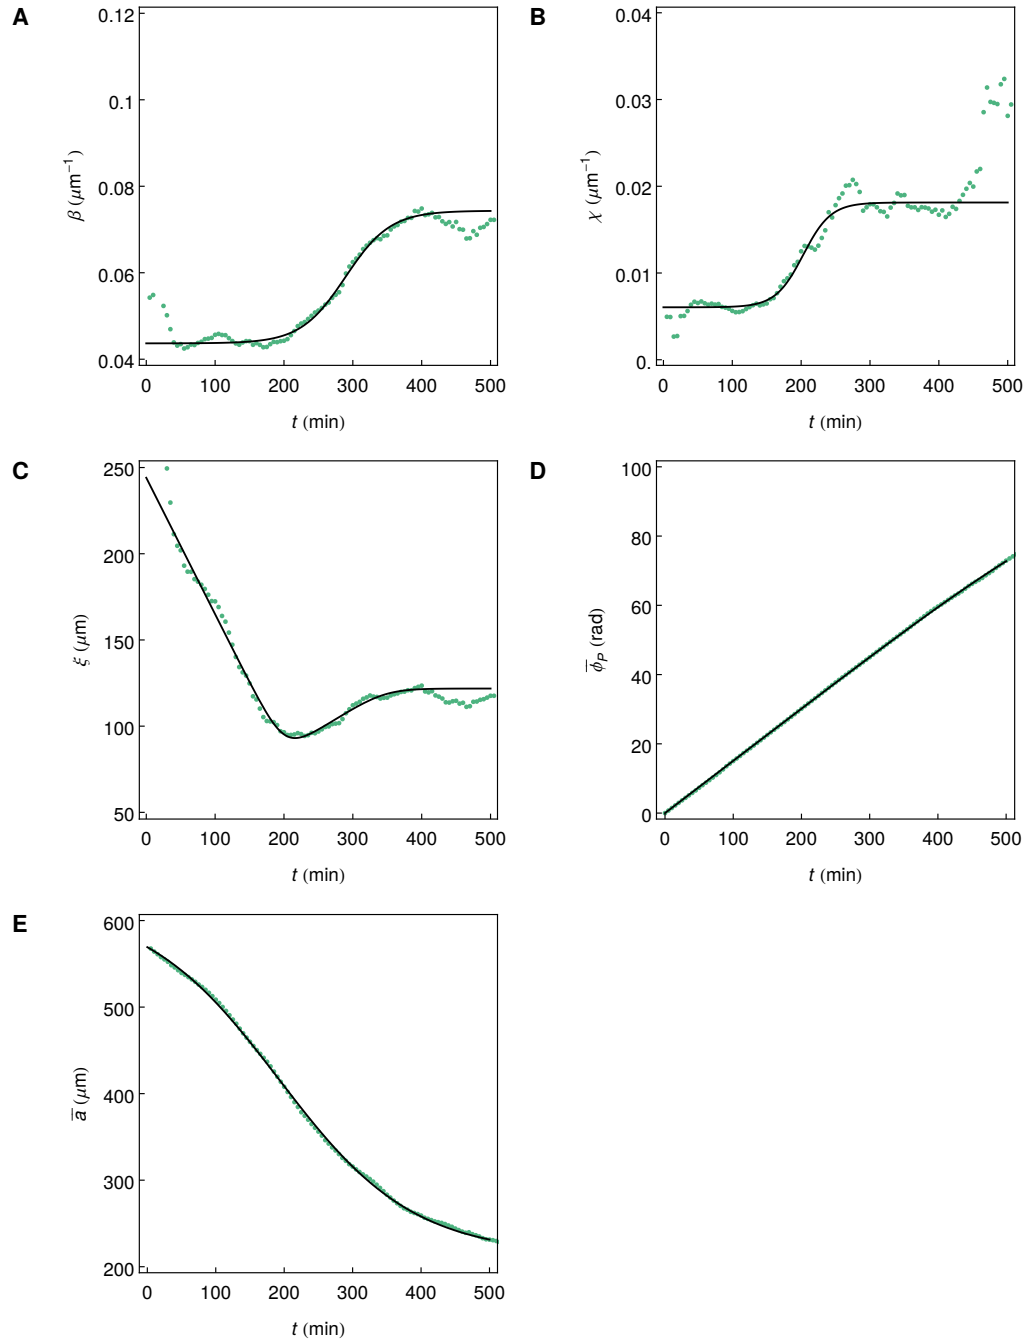 A
0.12
0.1
0.08
0.06
0.04
β (μm⁻¹)
0 100 200 300 400 500
t (min)
B
0.04
0.03
0.02
0.01
0.
χ (μm⁻¹)
0 100 200 300 400 500
t (min)
C
250
200
150
100
50
ξ (μm)
0 100 200 300 400 500
t (min)
D
100
80
60
40
20
0
ϕ̅_P (rad)
0 100 200 300 400 500
t (min)
E
600
500
400
300
200
a̅ (μm)
0 100 200 300 400 500
t (min)